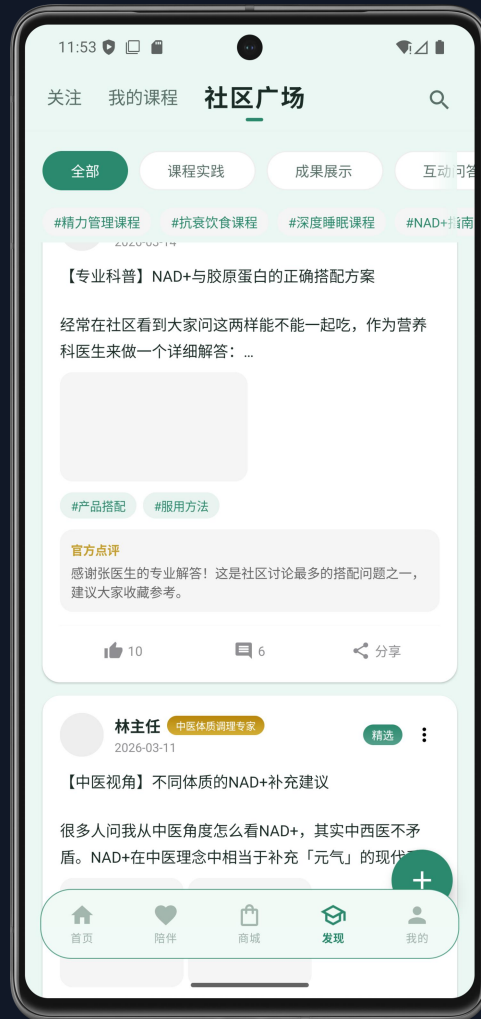 11:53
关注 我的课程 社区广场
全部 课程实践 成果展示 互动问答
#精力管理课程 #抗衰饮食课程 #深度睡眠课程 #NAD+指南
2026-03-14
【专业科普】NAD+与胶原蛋白的正确搭配方案
经常在社区看到大家问这两样能不能一起吃，作为营养
科医生来做一个详细解答：…
#产品搭配 #服用方法
官方点评
感谢张医生的专业解答！这是社区讨论最多的搭配问题之一，
建议大家收藏参考。
10 6 分享
林主任 中医体质调理专家
2026-03-11
精选
【中医视角】不同体质的NAD+补充建议
很多人问我从中医角度怎么看NAD+，其实中西医不矛
盾。NAD+在中医理念中相当于补充「元气」的现代
首页 陪伴 商城 发现 我的